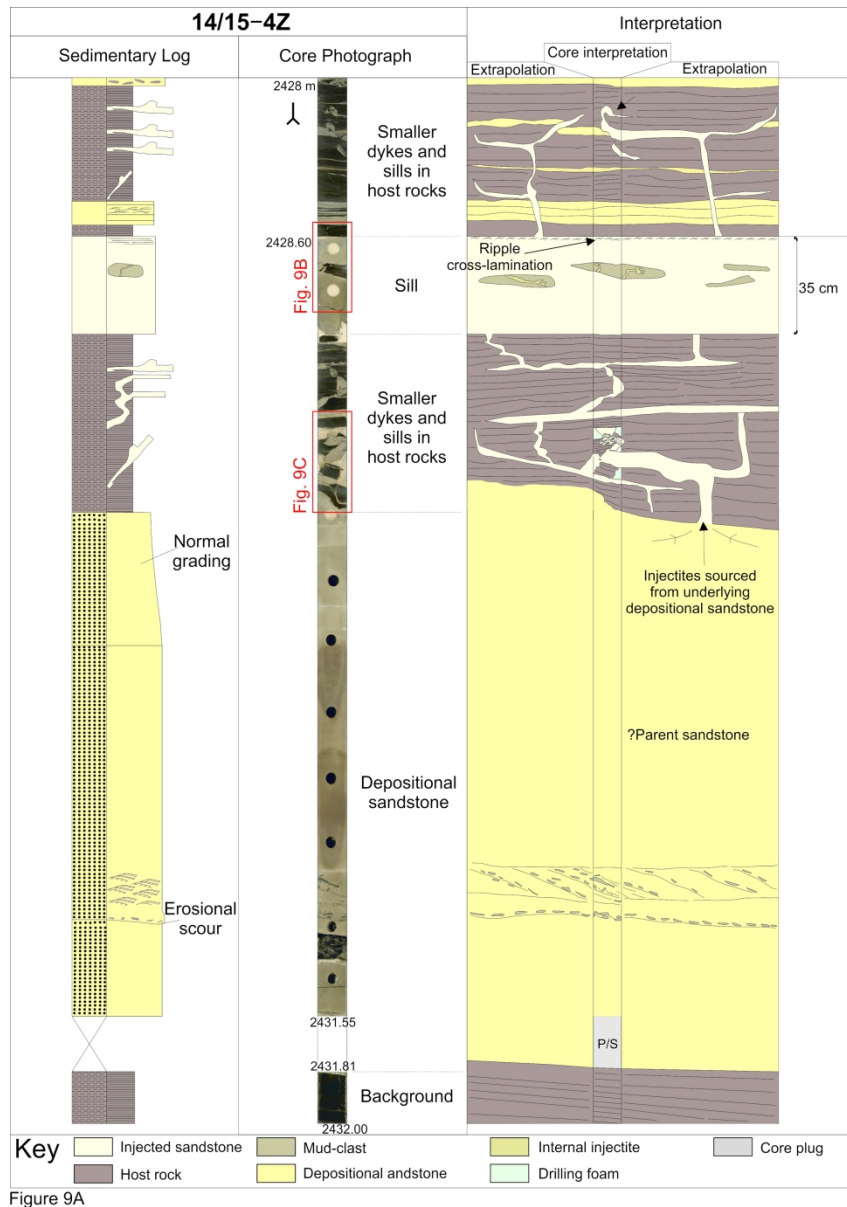 14/15−4Z
Interpretation
Sedimentary Log
Core Photograph
Core interpretation
Extrapolation
Extrapolation
2428 m
Smaller
dykes and
sills in
host rocks
2428.60
Ripple
cross-lamination
Fig. 9B
Sill
35 cm
Smaller
dykes and
sills in
host rocks
Fig. 9C
Normal
grading
Injectites sourced
from underlying
depositional sandstone
?Parent sandstone
Depositional
sandstone
Erosional
scour
2431.55
P/S
2431.81
Background
2432.00
Key
Injected sandstone
Mud-clast
Internal injectite
Core plug
Host rock
Depositional andstone
Drilling foam
Figure 9A